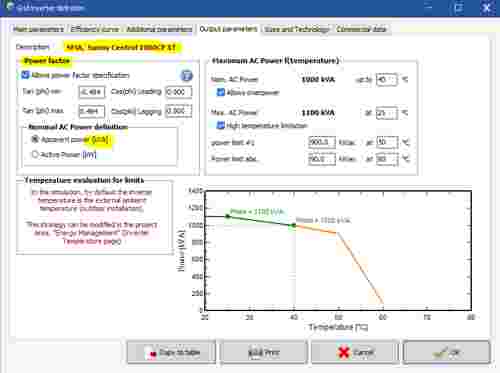 Grid inverter definition
Main parameters
Efficiency curve
Additional parameters
Output parameters
Sizes and Technology
Commercial data
Description
SMA, Sunny Central 1000CP XT
Power factor
Allows power factor specification
Tan (phi) min -0.484 Cos(phi) Leading 0.900
Tan (phi) max 0.484 Cos(phi) Lagging 0.900
Nominal AC Power definition
Apparent power [kVA]
Active Power [kW]
Temperature evaluation for limits
In the simulation, by default the inverter
temperature is the external ambient
temperature (outdoor installation).
This strategy can be modified in the project
area, "Energy Management" (Inverter
Temperature page)
Maximum AC Power f(temperature)
Nom. AC Power 1000 kVA up to °C
Allows overpower
Max. AC Power 1100 kVA at 25 °C
High temperature limitation
power limit #1 900.0 kVac at 50 °C
Power limit abs. 90.0 kVac at 60 °C
Power [kVA]
1400
1200
1000
800
600
400
200
0
Pmax = 1100 kVA
Pnom = 1000 kVA
20 30 40 50 60 70 80
Temperature [°C]
Copy to table
Print
Cancel
OK